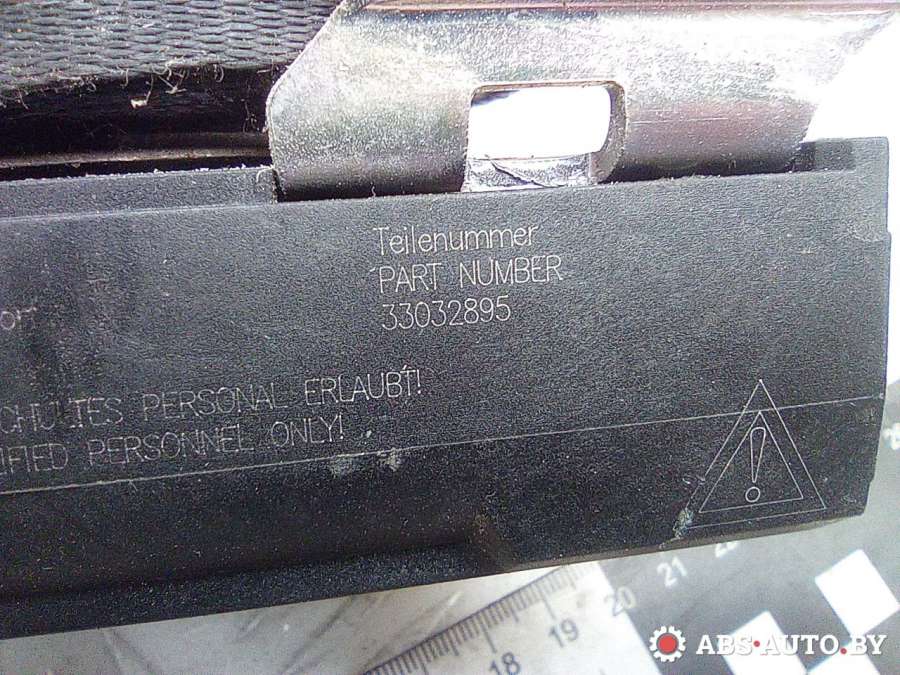 Teilenummer
PART NUMBER
33032895
PERSONAL ERLAUBT!
PERSONNEL ONLY!
18 19 20 21
ABS-AUTO.BY